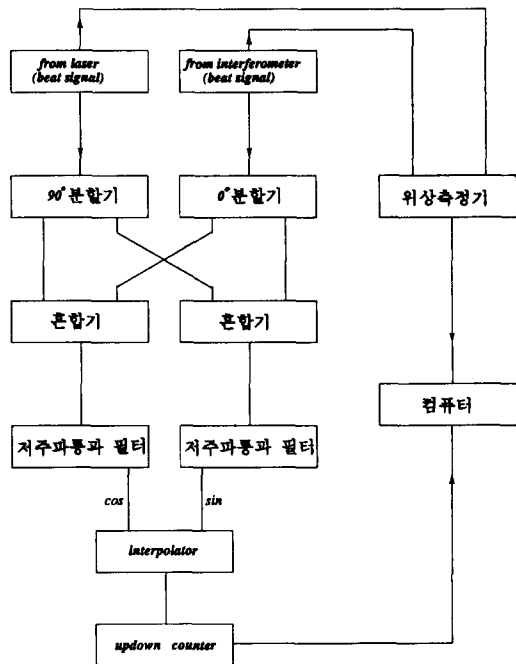 from laser
(beat signal)
from interferometer
(beat signal)
90° 분할기
0° 분할기
위상측정기
혼합기
혼합기
컴퓨터
저주파통과 필터
저주파통과 필터
cos
sin
interpolator
updown counter